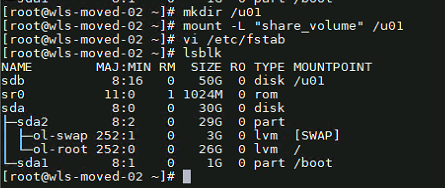 part /boot
[root@wls-moved-02 ~]# mkdir /u01
[root@wls-moved-02 ~]# mount -L "share_volume" /u01
[root@wls-moved-02 ~]# vi /etc/fstab
[root@wls-moved-02 ~]# lsblk
NAME MAJ:MIN RM SIZE RO TYPE MOUNTPOINT
sdb 8:16 0 50G 0 disk /u01
sr0 11:0 1 1024M 0 rom
sda 8:0 0 30G 0 disk
├─sda2 8:2 0 29G 0 part
│ ├─ol-swap 252:1 0 3G 0 lvm [SWAP]
│ └─ol-root 252:0 0 26G 0 lvm /
└─sda1 8:1 0 1G 0 part /boot
[root@wls-moved-02 ~]#